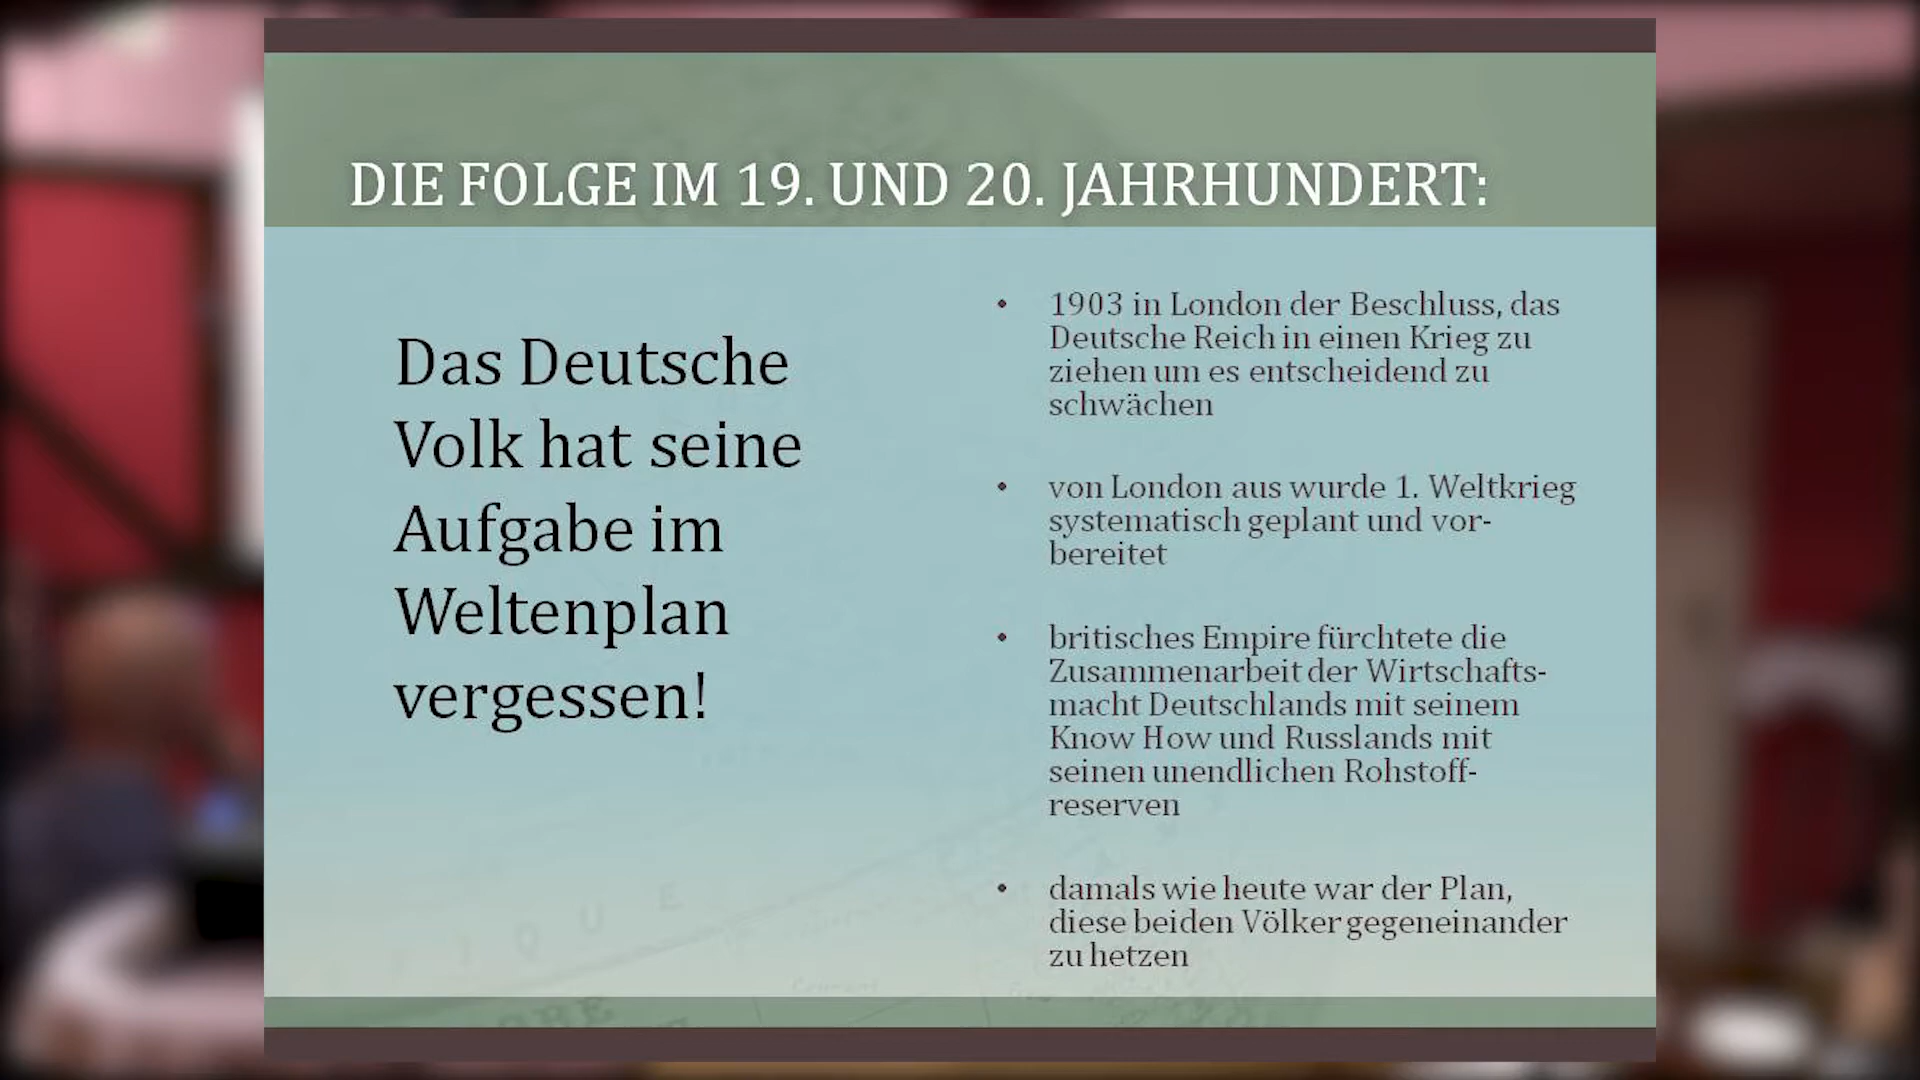 DIE FOLGE IM 19. UND 20. JAHRHUNDERT:
Das Deutsche
Volk hat seine
Aufgabe im
Weltenplan
vergessen!
• 1903 in London der Beschluss, das
Deutsche Reich in einen Krieg zu
ziehen um es entscheidend zu
schwächen
• von London aus wurde 1. Weltkrieg
systematisch geplant und vor-
bereitet
• britisches Empire fürchtete die
Zusammenarbeit der Wirtschafts-
macht Deutschlands mit seinem
Know How und Russlands mit
seinen unendlichen Rohstoff-
reserven
• damals wie heute war der Plan,
diese beiden Völker gegeneinander
zu hetzen